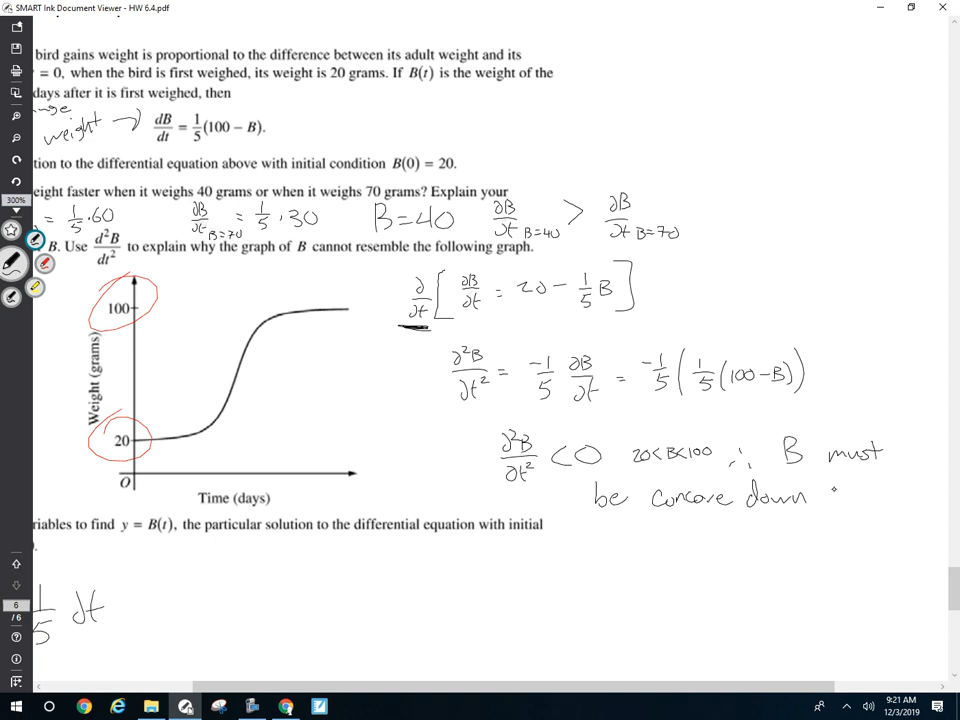 SMART Ink Document Viewer - HW 6.4.pdf
bird gains weight is proportional to the difference between its adult weight and its
= 0, when the bird is first weighed, its weight is 20 grams. If B(t) is the weight of the
days after it is first weighed, then
weight → dB/dt = 1/5(100 − B).
tion to the differential equation above with initial condition B(0) = 20.
eight faster when it weighs 40 grams or when it weighs 70 grams? Explain your
= 1/5 · 60 ∂B/∂t B=70 = 1/5 · 30 B=40 ∂B/∂t B=40 > ∂B/∂t B=70
300%
B. Use d²B/dt² to explain why the graph of B cannot resemble the following graph.
∂/∂t [ ∂B/∂t = 20 − 1/5 B ]
100
Weight (grams)
∂²B/∂t² = −1/5 ∂B/∂t = −1/5 (1/5 (100 − B))
20
∂²B/∂t² < 0 20<B<100 ∴ B must
be concave down
O
Time (days)
riables to find y = B(t), the particular solution to the differential equation with initial
1/5 dt
6
/ 6
9:21 AM
12/3/2019